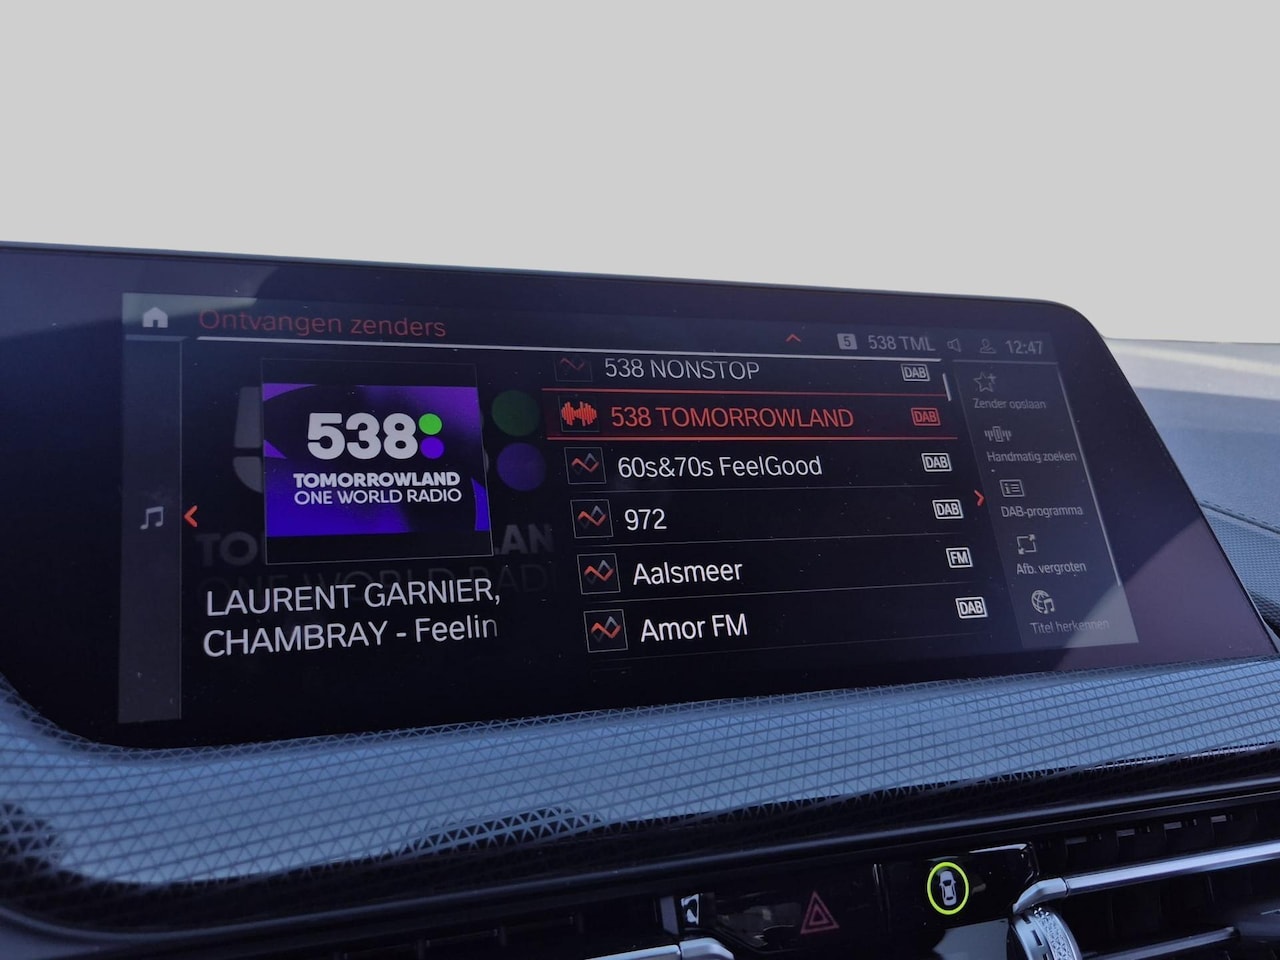 Ontvangen zenders
5 538 TML 12:47
538
TOMORROWLAND
ONE WORLD RADIO
LAURENT GARNIER,
CHAMBRAY - Feelin
538 NONSTOP DAB
538 TOMORROWLAND DAB
60s&70s FeelGood DAB
972 DAB
Aalsmeer FM
Amor FM DAB
Zender opslaan
Handmatig zoeken
DAB-programma
Afb. vergroten
Titel herkennen